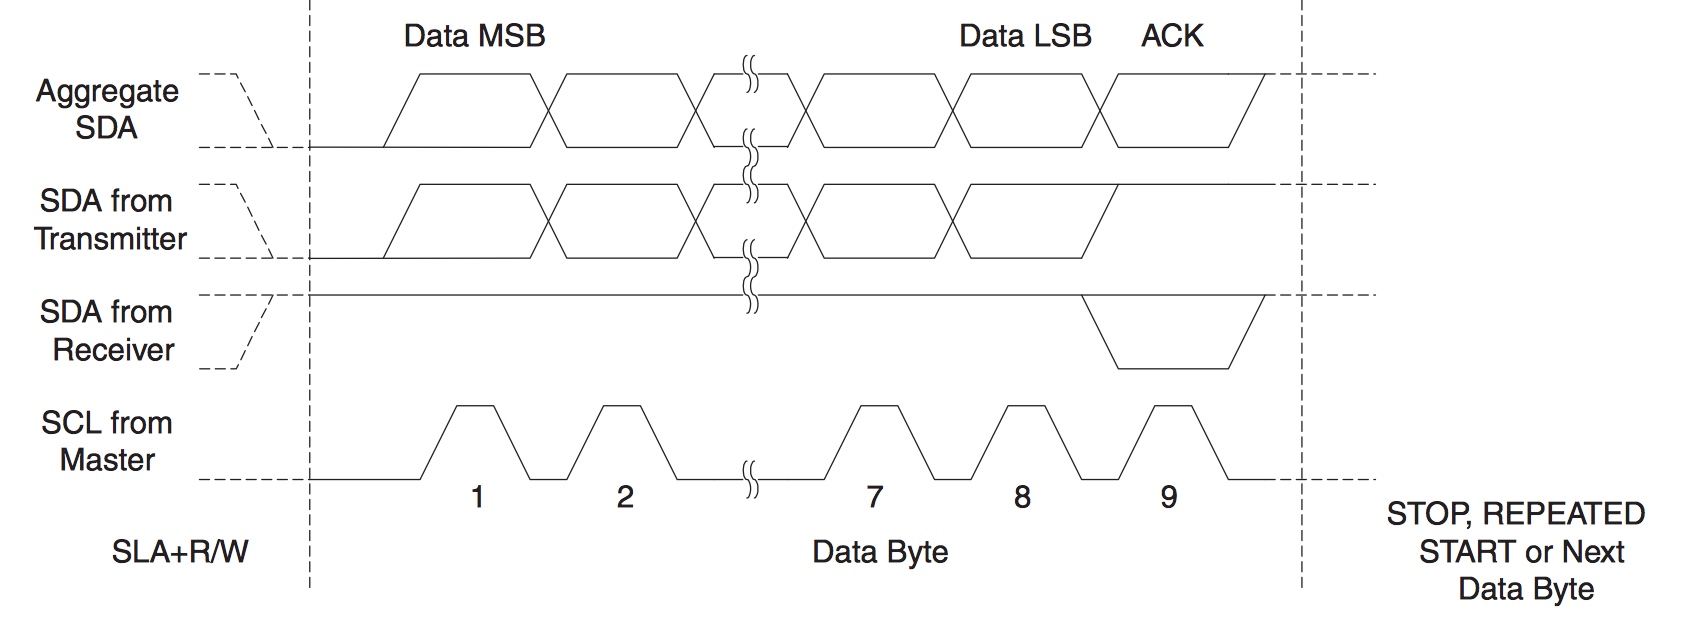 Data MSB
Data LSB
ACK
Aggregate
SDA
SDA from
Transmitter
SDA from
Receiver
SCL from
Master
1
2
7
8
9
SLA+R/W
Data Byte
STOP, REPEATED
START or Next
Data Byte